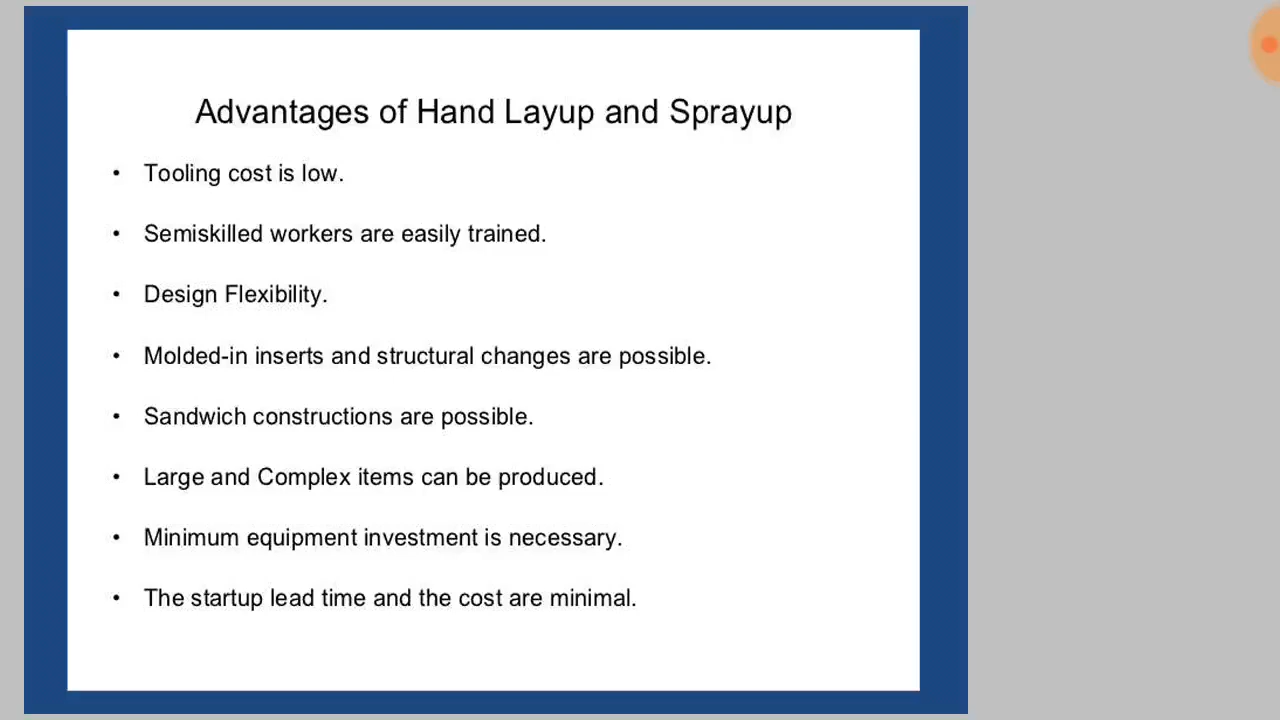 Advantages of Hand Layup and Sprayup
• Tooling cost is low.
• Semiskilled workers are easily trained.
• Design Flexibility.
• Molded-in inserts and structural changes are possible.
• Sandwich constructions are possible.
• Large and Complex items can be produced.
• Minimum equipment investment is necessary.
• The startup lead time and the cost are minimal.